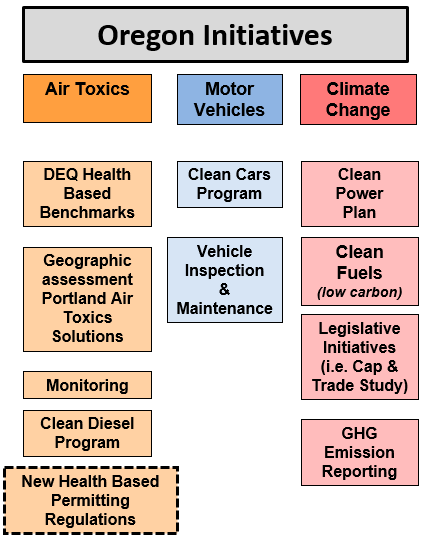 Oregon Initiatives
Air Toxics
Motor
Vehicles
Climate
Change
DEQ Health
Based
Benchmarks
Geographic
assessment
Portland Air
Toxics
Solutions
Monitoring
Clean Diesel
Program
New Health Based
Permitting
Regulations
Clean Cars
Program
Vehicle
Inspection
&
Maintenance
Clean
Power
Plan
Clean
Fuels
(low carbon)
Legislative
Initiatives
(i.e. Cap &
Trade Study)
GHG
Emission
Reporting